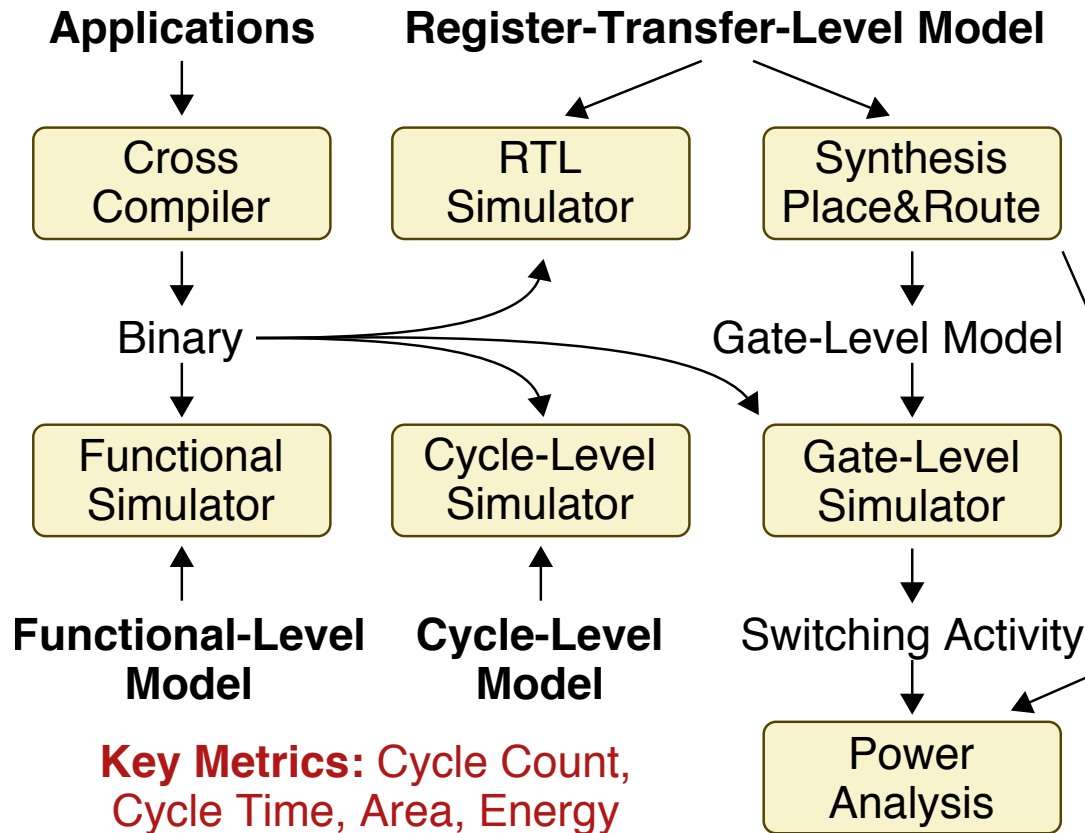 Applications
Register-Transfer-Level Model
Cross
Compiler
RTL
Simulator
Synthesis
Place&Route
Binary
Gate-Level Model
Functional
Simulator
Cycle-Level
Simulator
Gate-Level
Simulator
Functional-Level
Model
Cycle-Level
Model
Switching Activity
Key Metrics: Cycle Count,
Cycle Time, Area, Energy
Power
Analysis